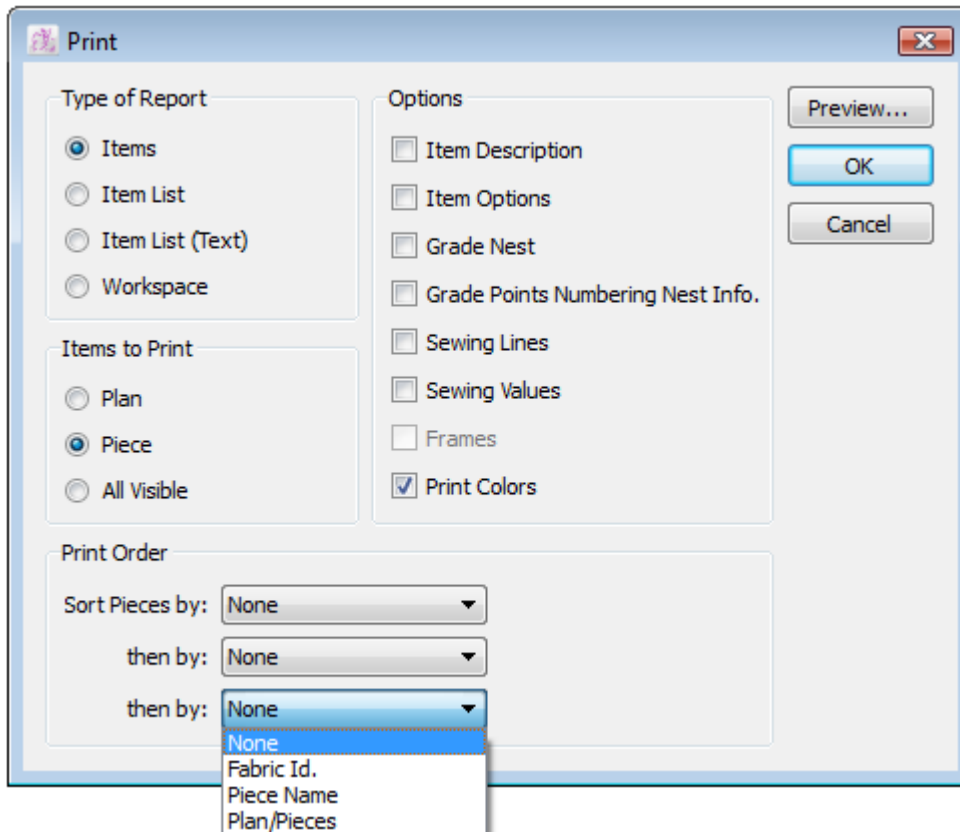 Print
Type of Report
Items
Item List
Item List (Text)
Workspace
Items to Print
Plan
Piece
All Visible
Options
Item Description
Item Options
Grade Nest
Grade Points Numbering Nest Info.
Sewing Lines
Sewing Values
Frames
Print Colors
Preview...
OK
Cancel
Print Order
Sort Pieces by: None
then by: None
then by: None
None
Fabric Id.
Piece Name
Plan/Pieces